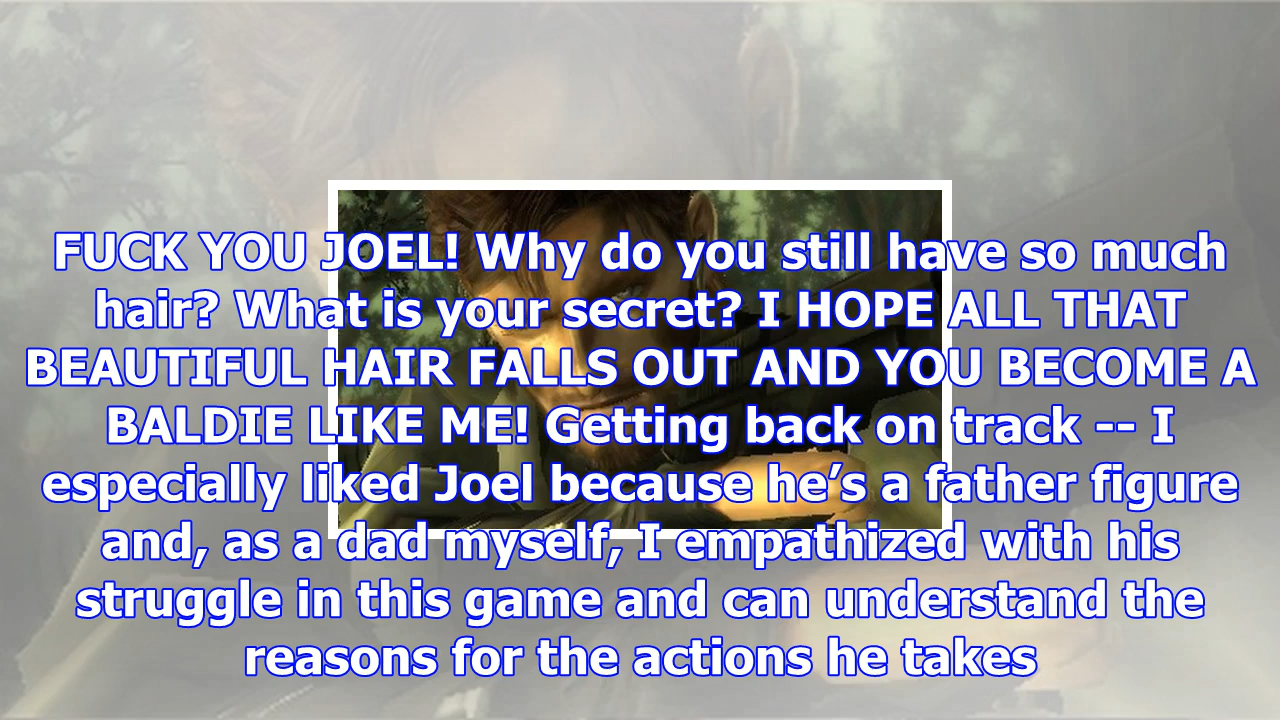 FUCK YOU JOEL! Why do you still have so much
hair? What is your secret? I HOPE ALL THAT
BEAUTIFUL HAIR FALLS OUT AND YOU BECOME A
BALDIE LIKE ME! Getting back on track -- I
especially liked Joel because he’s a father figure
and, as a dad myself, I empathized with his
struggle in this game and can understand the
reasons for the actions he takes